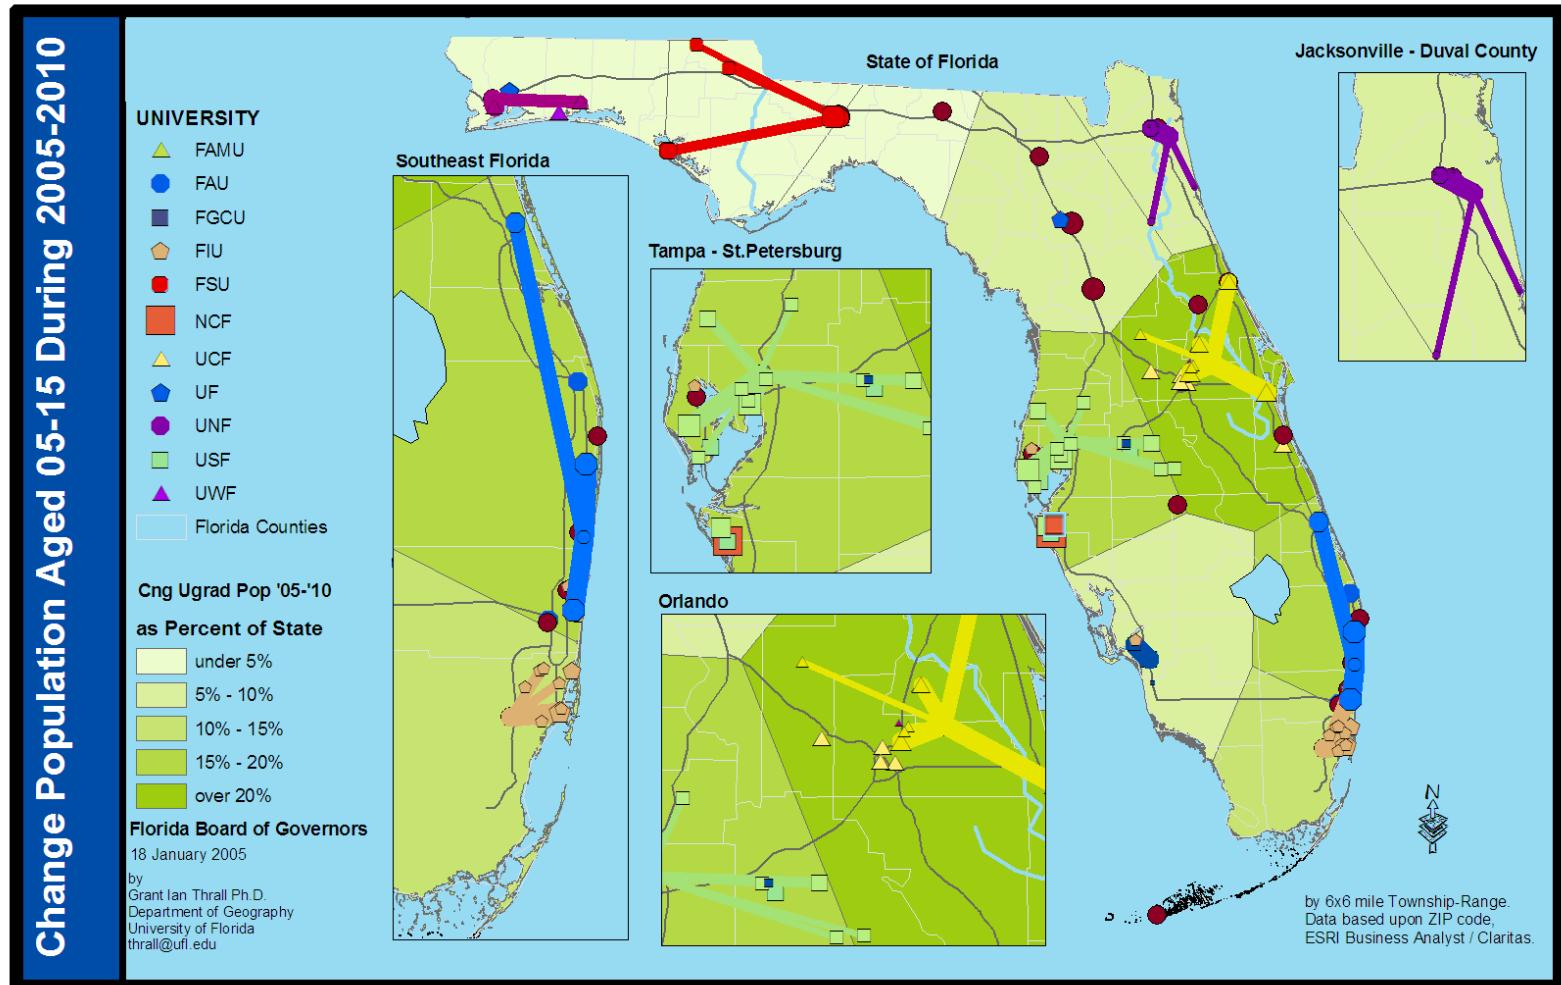 Change Population Aged 05-15 During 2005-2010
UNIVERSITY
FAMU
FAU
FGCU
FIU
FSU
NCF
UCF
UF
UNF
USF
UWF
Florida Counties
Cng Ugrad Pop '05-'10
as Percent of State
under 5%
5% - 10%
10% - 15%
15% - 20%
over 20%
Florida Board of Governors
18 January 2005
by
Grant Ian Thrall Ph.D.
Department of Geography
University of Florida
thrall@ufl.edu
Southeast Florida
State of Florida
Tampa - St.Petersburg
Orlando
Jacksonville - Duval County
N
by 6x6 mile Township-Range.
Data based upon ZIP code,
ESRI Business Analyst / Claritas.